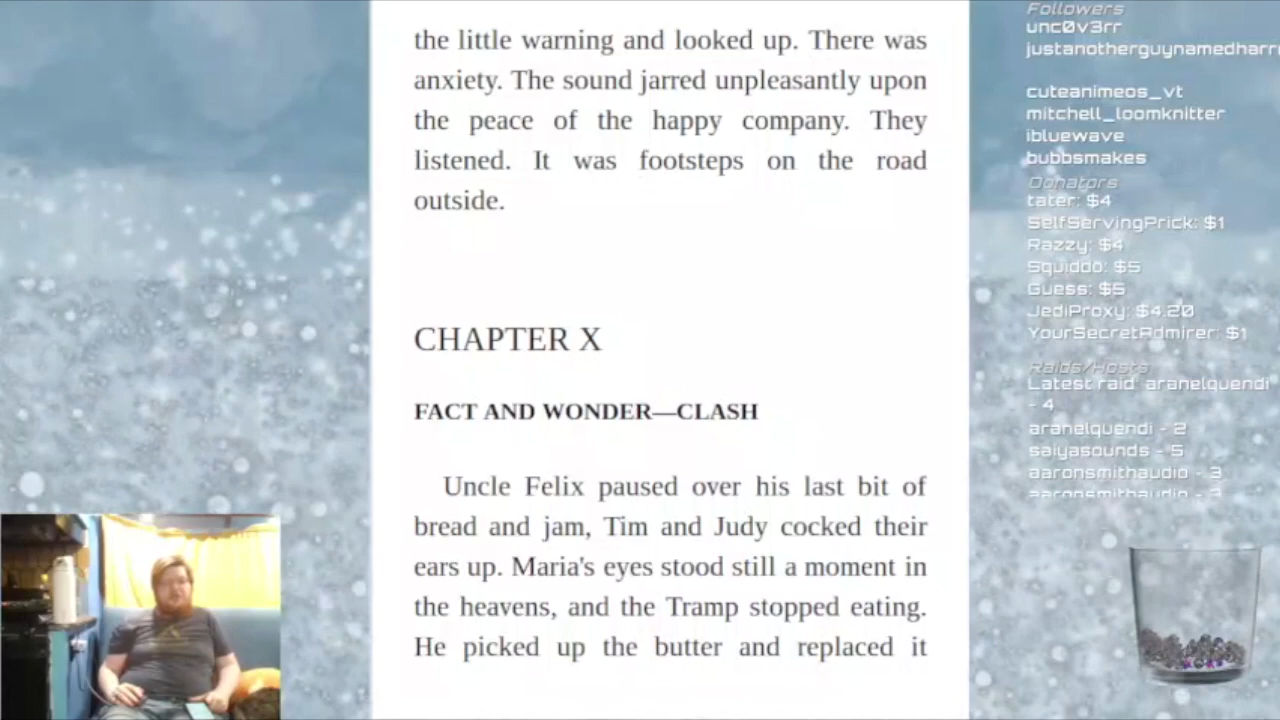 the little warning and looked up. There was
anxiety. The sound jarred unpleasantly upon
the peace of the happy company. They
listened. It was footsteps on the road
outside.
CHAPTER X
FACT AND WONDER—CLASH
Uncle Felix paused over his last bit of
bread and jam, Tim and Judy cocked their
ears up. Maria's eyes stood still a moment in
the heavens, and the Tramp stopped eating.
He picked up the butter and replaced it
Followers
unc0v3rr
justanotherguynamedharr
cuteanimeos_vt
mitchell_loomknitter
ibluewave
bubbsmakes
Donators
tater: $4
SelfServingPrick: $1
Razzy: $4
Squiddo: $5
Guess: $5
JediProxy: $4.20
YourSecretAdmirer: $1
Raids/Hosts
Latest raid: aranelquendi
- 4
aranelquendi - 2
saiyasounds - 5
aaronsmithaudio - 3
aaronsmithaudio - 3